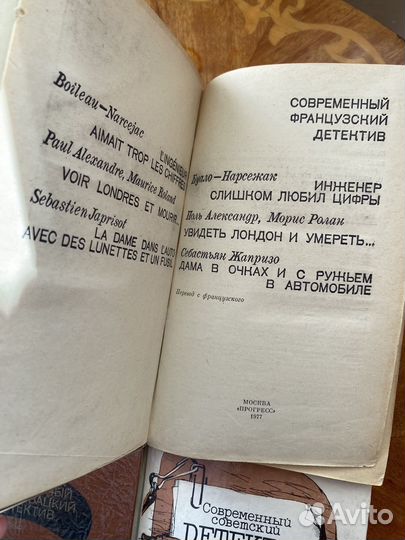 Boileau—Narcejac
L'INGÉNIEUR
AIMAIT TROP LES CHIFFRES
Paul Alexandre, Maurice Roland
VOIR LONDRES ET MOURIR...
Sebastien Japrisot
LA DAME DANS L'AUTO
AVEC DES LUNETTES ET UN FUSIL
СОВРЕМЕННЫЙ
ФРАНЦУЗСКИЙ
ДЕТЕКТИВ
Буало—Нарсежак
ИНЖЕНЕР
СЛИШКОМ ЛЮБИЛ ЦИФРЫ
Поль Александр, Морис Ролан
УВИДЕТЬ ЛОНДОН И УМЕРЕТЬ...
Себастьян Жапризо
ДАМА В ОЧКАХ И С РУЖЬЕМ
В АВТОМОБИЛЕ
Перевод с французского
МОСКВА
«ПРОГРЕСС»
1977
Современный
советский
Avito